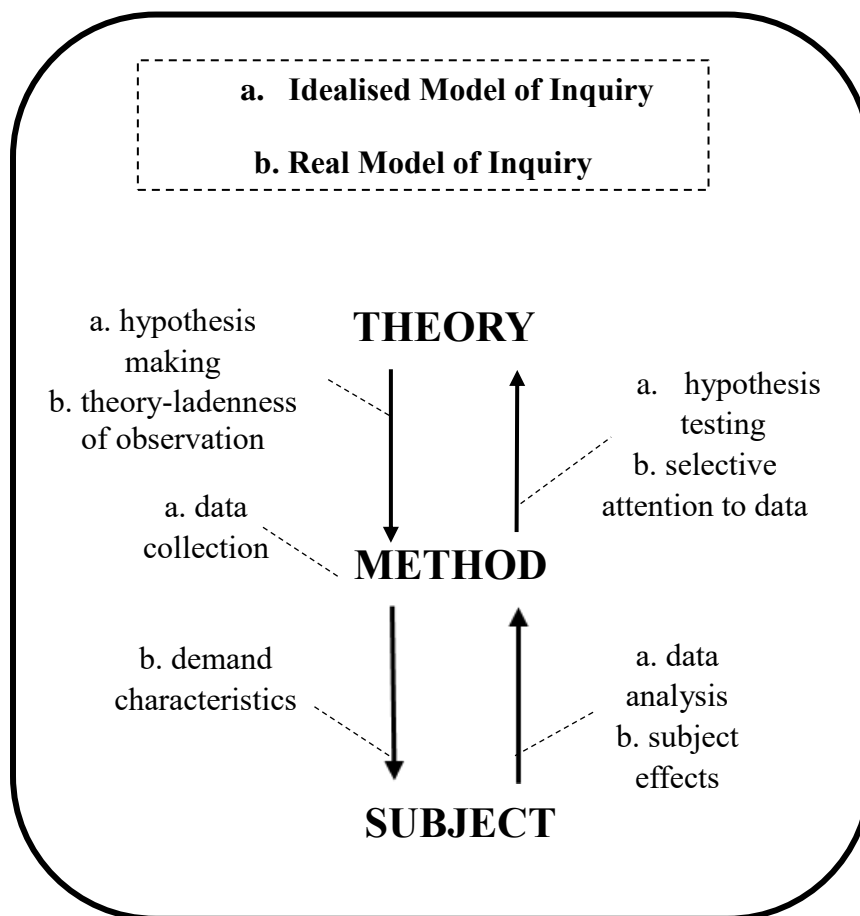 a. Idealised Model of Inquiry
b. Real Model of Inquiry
THEORY
a. hypothesis
making
b. theory-ladenness
of observation
a. hypothesis
testing
b. selective
attention to data
a. data
collection
METHOD
b. demand
characteristics
a. data
analysis
b. subject
effects
SUBJECT